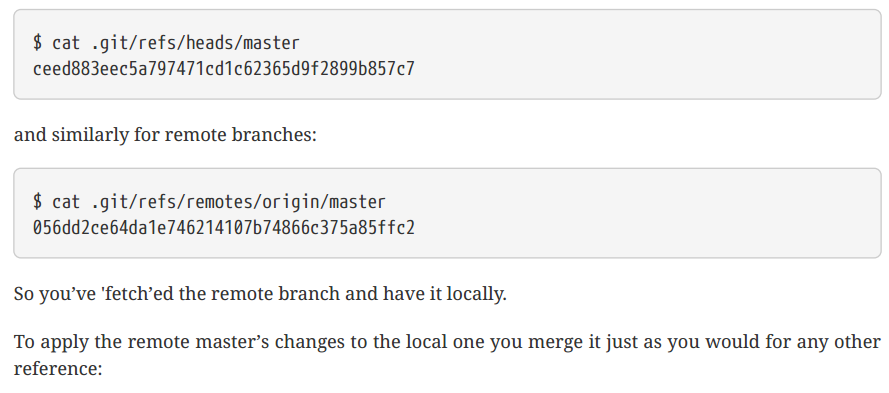 $ cat .git/refs/heads/master
ceed883eec5a797471cd1c62365d9f2899b857c7
and similarly for remote branches:
$ cat .git/refs/remotes/origin/master
056dd2ce64da1e746214107b74866c375a85ffc2
So you’ve 'fetch’ed the remote branch and have it locally.
To apply the remote master’s changes to the local one you merge it just as you would for any other
reference: